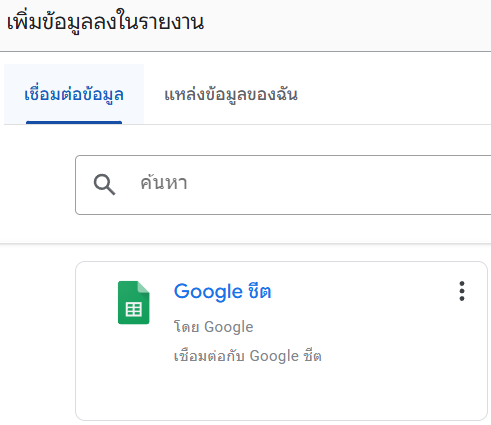 เพิ่มข้อมูลลงในรายงาน
เชื่อมต่อข้อมูล แหล่งข้อมูลของฉัน
ค้นหา
Google ชีต
โดย Google
เชื่อมต่อกับ Google ชีต